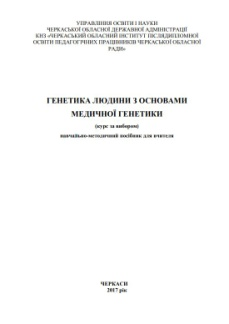 УПРАВЛІННЯ ОСВІТИ І НАУКИ
ЧЕРКАСЬКОЇ ОБЛАСНОЇ ДЕРЖАВНОЇ АДМІНІСТРАЦІЇ
КНЗ «ЧЕРКАСЬКИЙ ОБЛАСНИЙ ІНСТИТУТ ПІСЛЯДИПЛОМНОЇ
ОСВІТИ ПЕДАГОГІЧНИХ ПРАЦІВНИКІВ ЧЕРКАСЬКОЇ ОБЛАСНОЇ
РАДИ»
ГЕНЕТИКА ЛЮДИНИ З ОСНОВАМИ
МЕДИЧНОЇ ГЕНЕТИКИ
(курс за вибором)
навчально-методичний посібник для вчителя
ЧЕРКАСИ
2017 рік